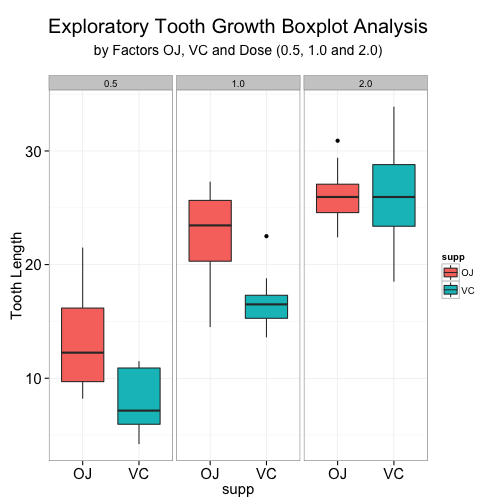 Exploratory Tooth Growth Boxplot Analysis
by Factors OJ, VC and Dose (0.5, 1.0 and 2.0)
0.5 1.0 2.0
30
20
10
Tooth Length
supp
OJ
VC
OJ VC OJ VC OJ VC
supp